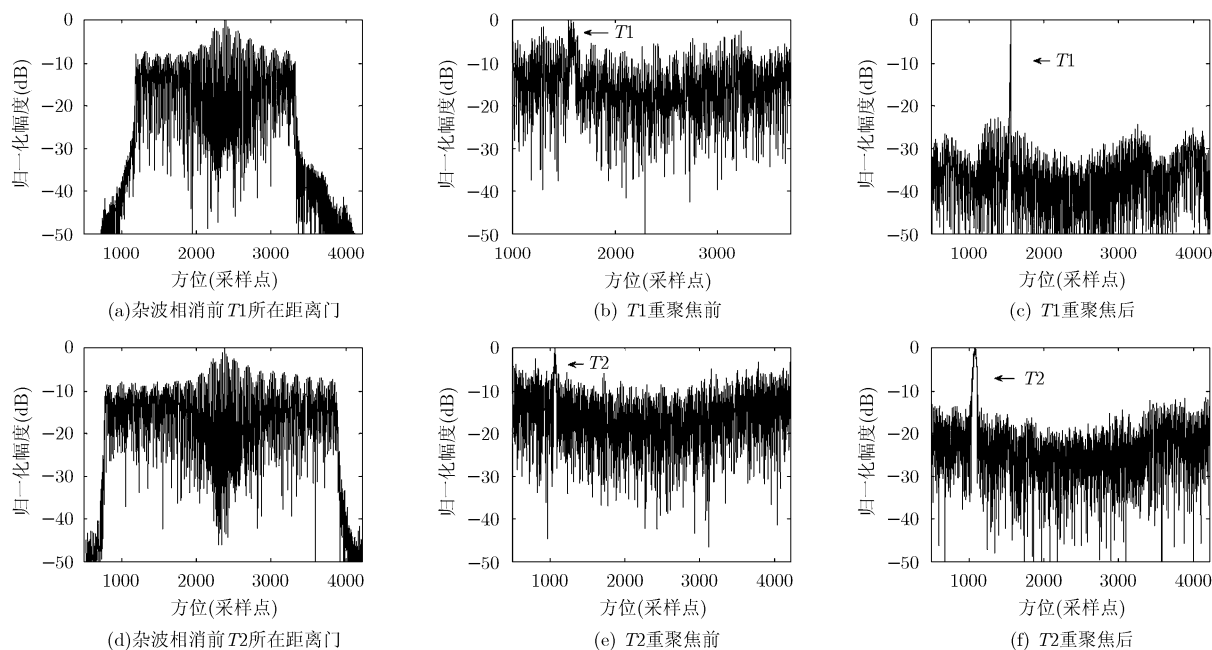 0
−10
−20
−30
−40
−50
归一化幅度(dB)
1000 2000 3000 4000
方位(采样点)
(a)杂波相消前T1所在距离门
0
−10
−20
−30
−40
−50
归一化幅度(dB)
T1
1000 2000 3000
方位(采样点)
(b) T1重聚焦前
0
−10
−20
−30
−40
−50
归一化幅度(dB)
T1
1000 2000 3000 4000
方位(采样点)
(c) T1重聚焦后
0
−10
−20
−30
−40
−50
归一化幅度(dB)
1000 2000 3000 4000
方位(采样点)
(d)杂波相消前T2所在距离门
0
−10
−20
−30
−40
−50
归一化幅度(dB)
T2
1000 2000 3000 4000
方位(采样点)
(e) T2重聚焦前
0
−10
−20
−30
−40
−50
归一化幅度(dB)
T2
1000 2000 3000 4000
方位(采样点)
(f) T2重聚焦后